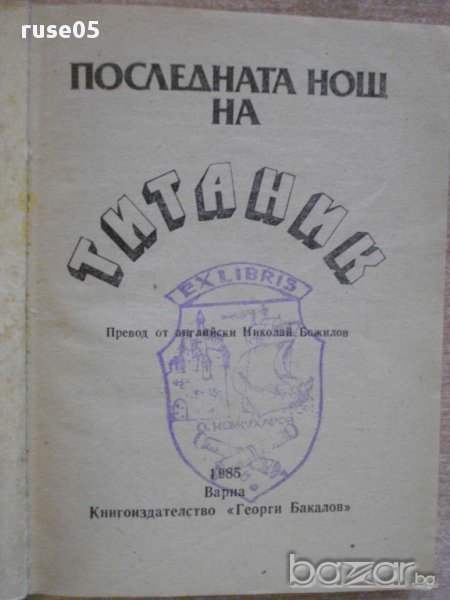 ruse05
ПОСЛЕДНАТА НОЩ
НА
ТИТАНИК
EX LIBRIS
Превод от английски Николай Божилов
1985
Варна
Книгоиздателство «Георги Бакалов»
bazar.bg